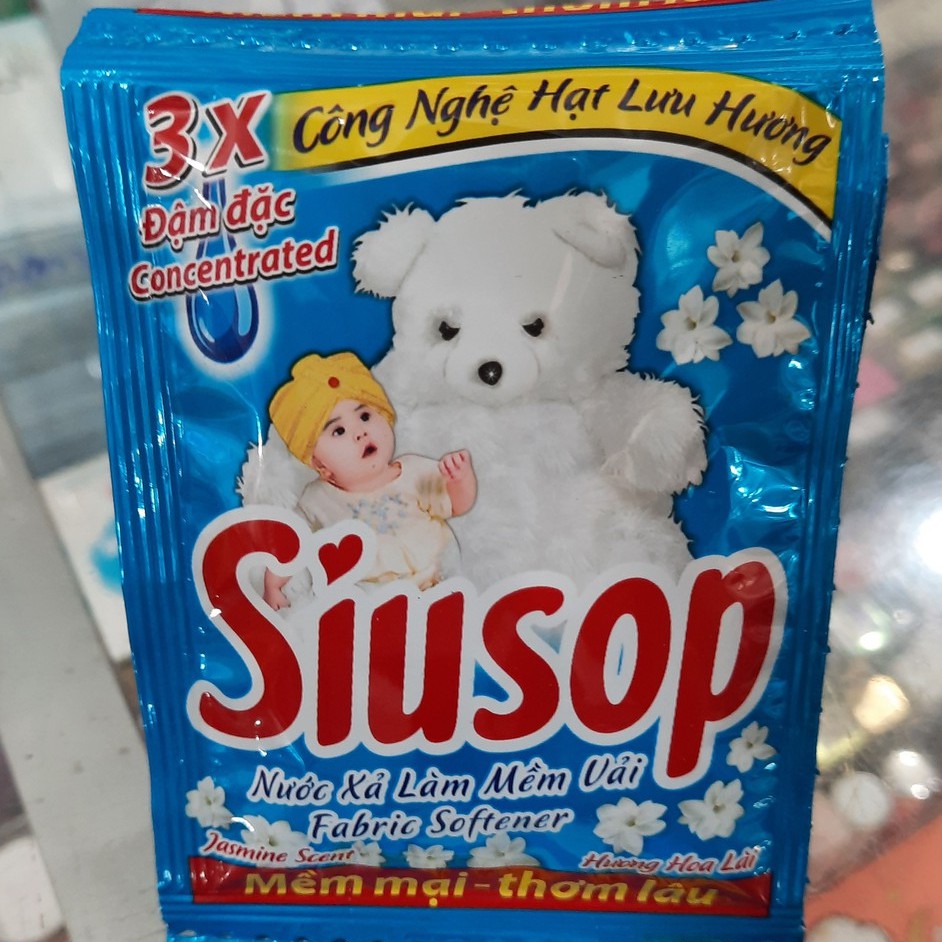 3X
Công Nghệ Hạt Lưu Hương
Đậm đặc
Concentrated
Siusop
Nước Xả Làm Mềm Vải
Fabric Softener
Jasmine Scent
Hương Hoa Lài
Mềm mại - thơm lâu